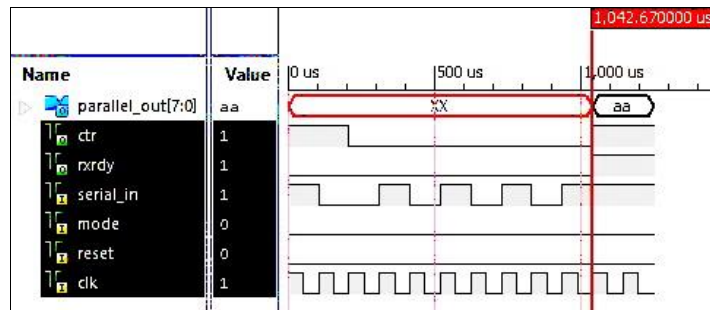 1,042.670000 us
Name Value 0 us 500 us 1,000 us
parallel_out[7:0] aa XX aa
ctr 1
rxrdy 1
serial_in 1
mode 0
reset 0
clk 1